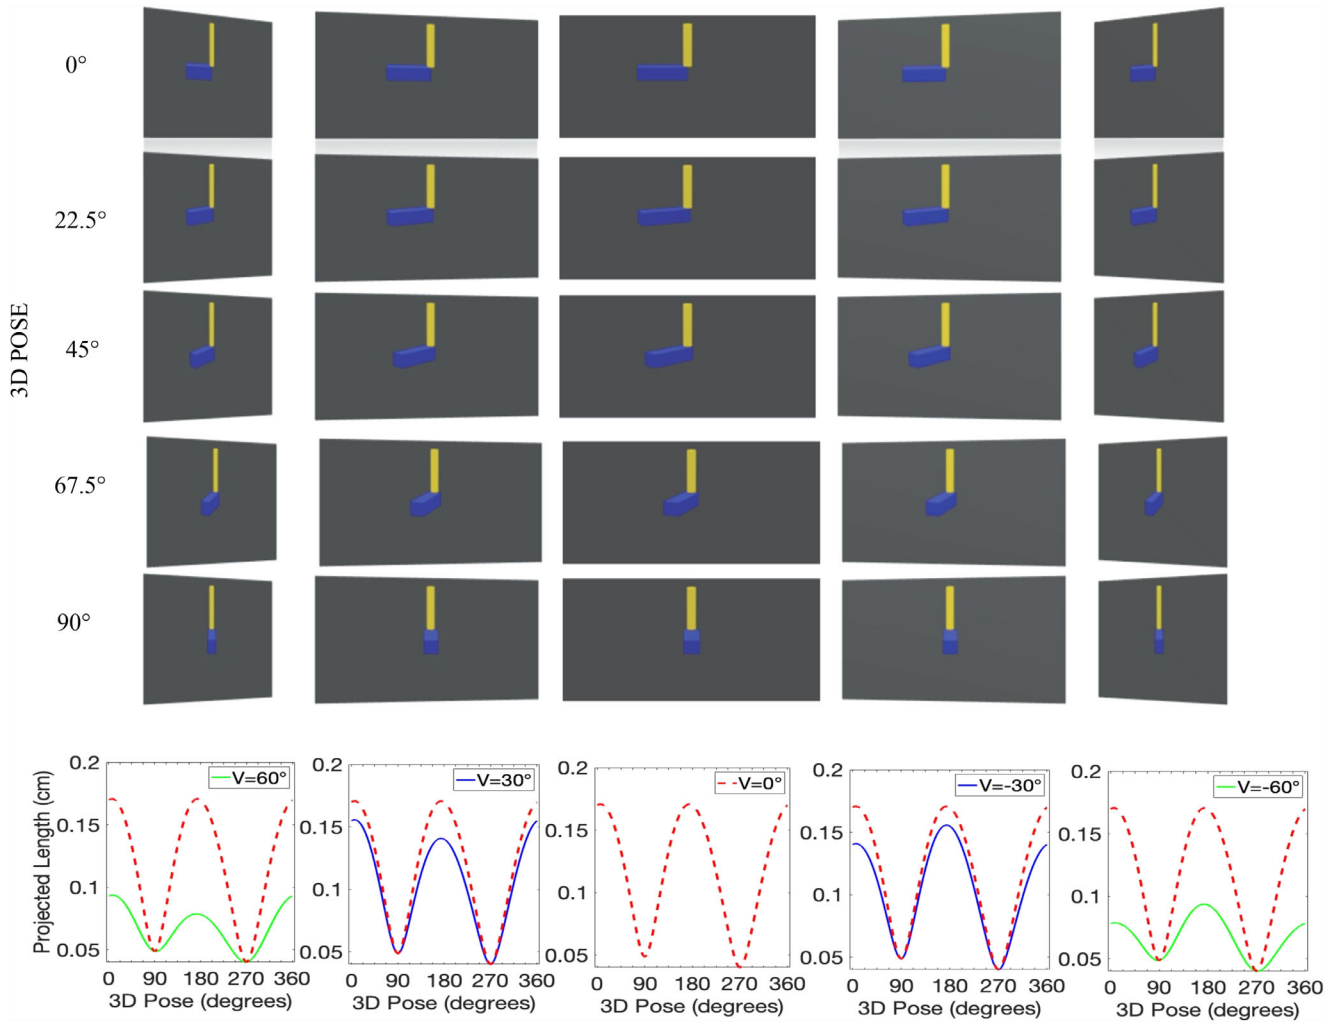 0°
22.5°
3D POSE
45°
67.5°
90°
0.2
V=60°
0.15
0.1
0.05
Projected Length (cm)
0 90 180 270 360
3D Pose (degrees)
0.2
V=30°
0.15
0.1
0.05
0 90 180 270 360
3D Pose (degrees)
0.2
V=0°
0.15
0.1
0.05
0 90 180 270 360
3D Pose (degrees)
0.2
V=-30°
0.15
0.1
0.05
0 90 180 270 360
3D Pose (degrees)
0.2
V=-60°
0.15
0.1
0.05
0 90 180 270 360
3D Pose (degrees)